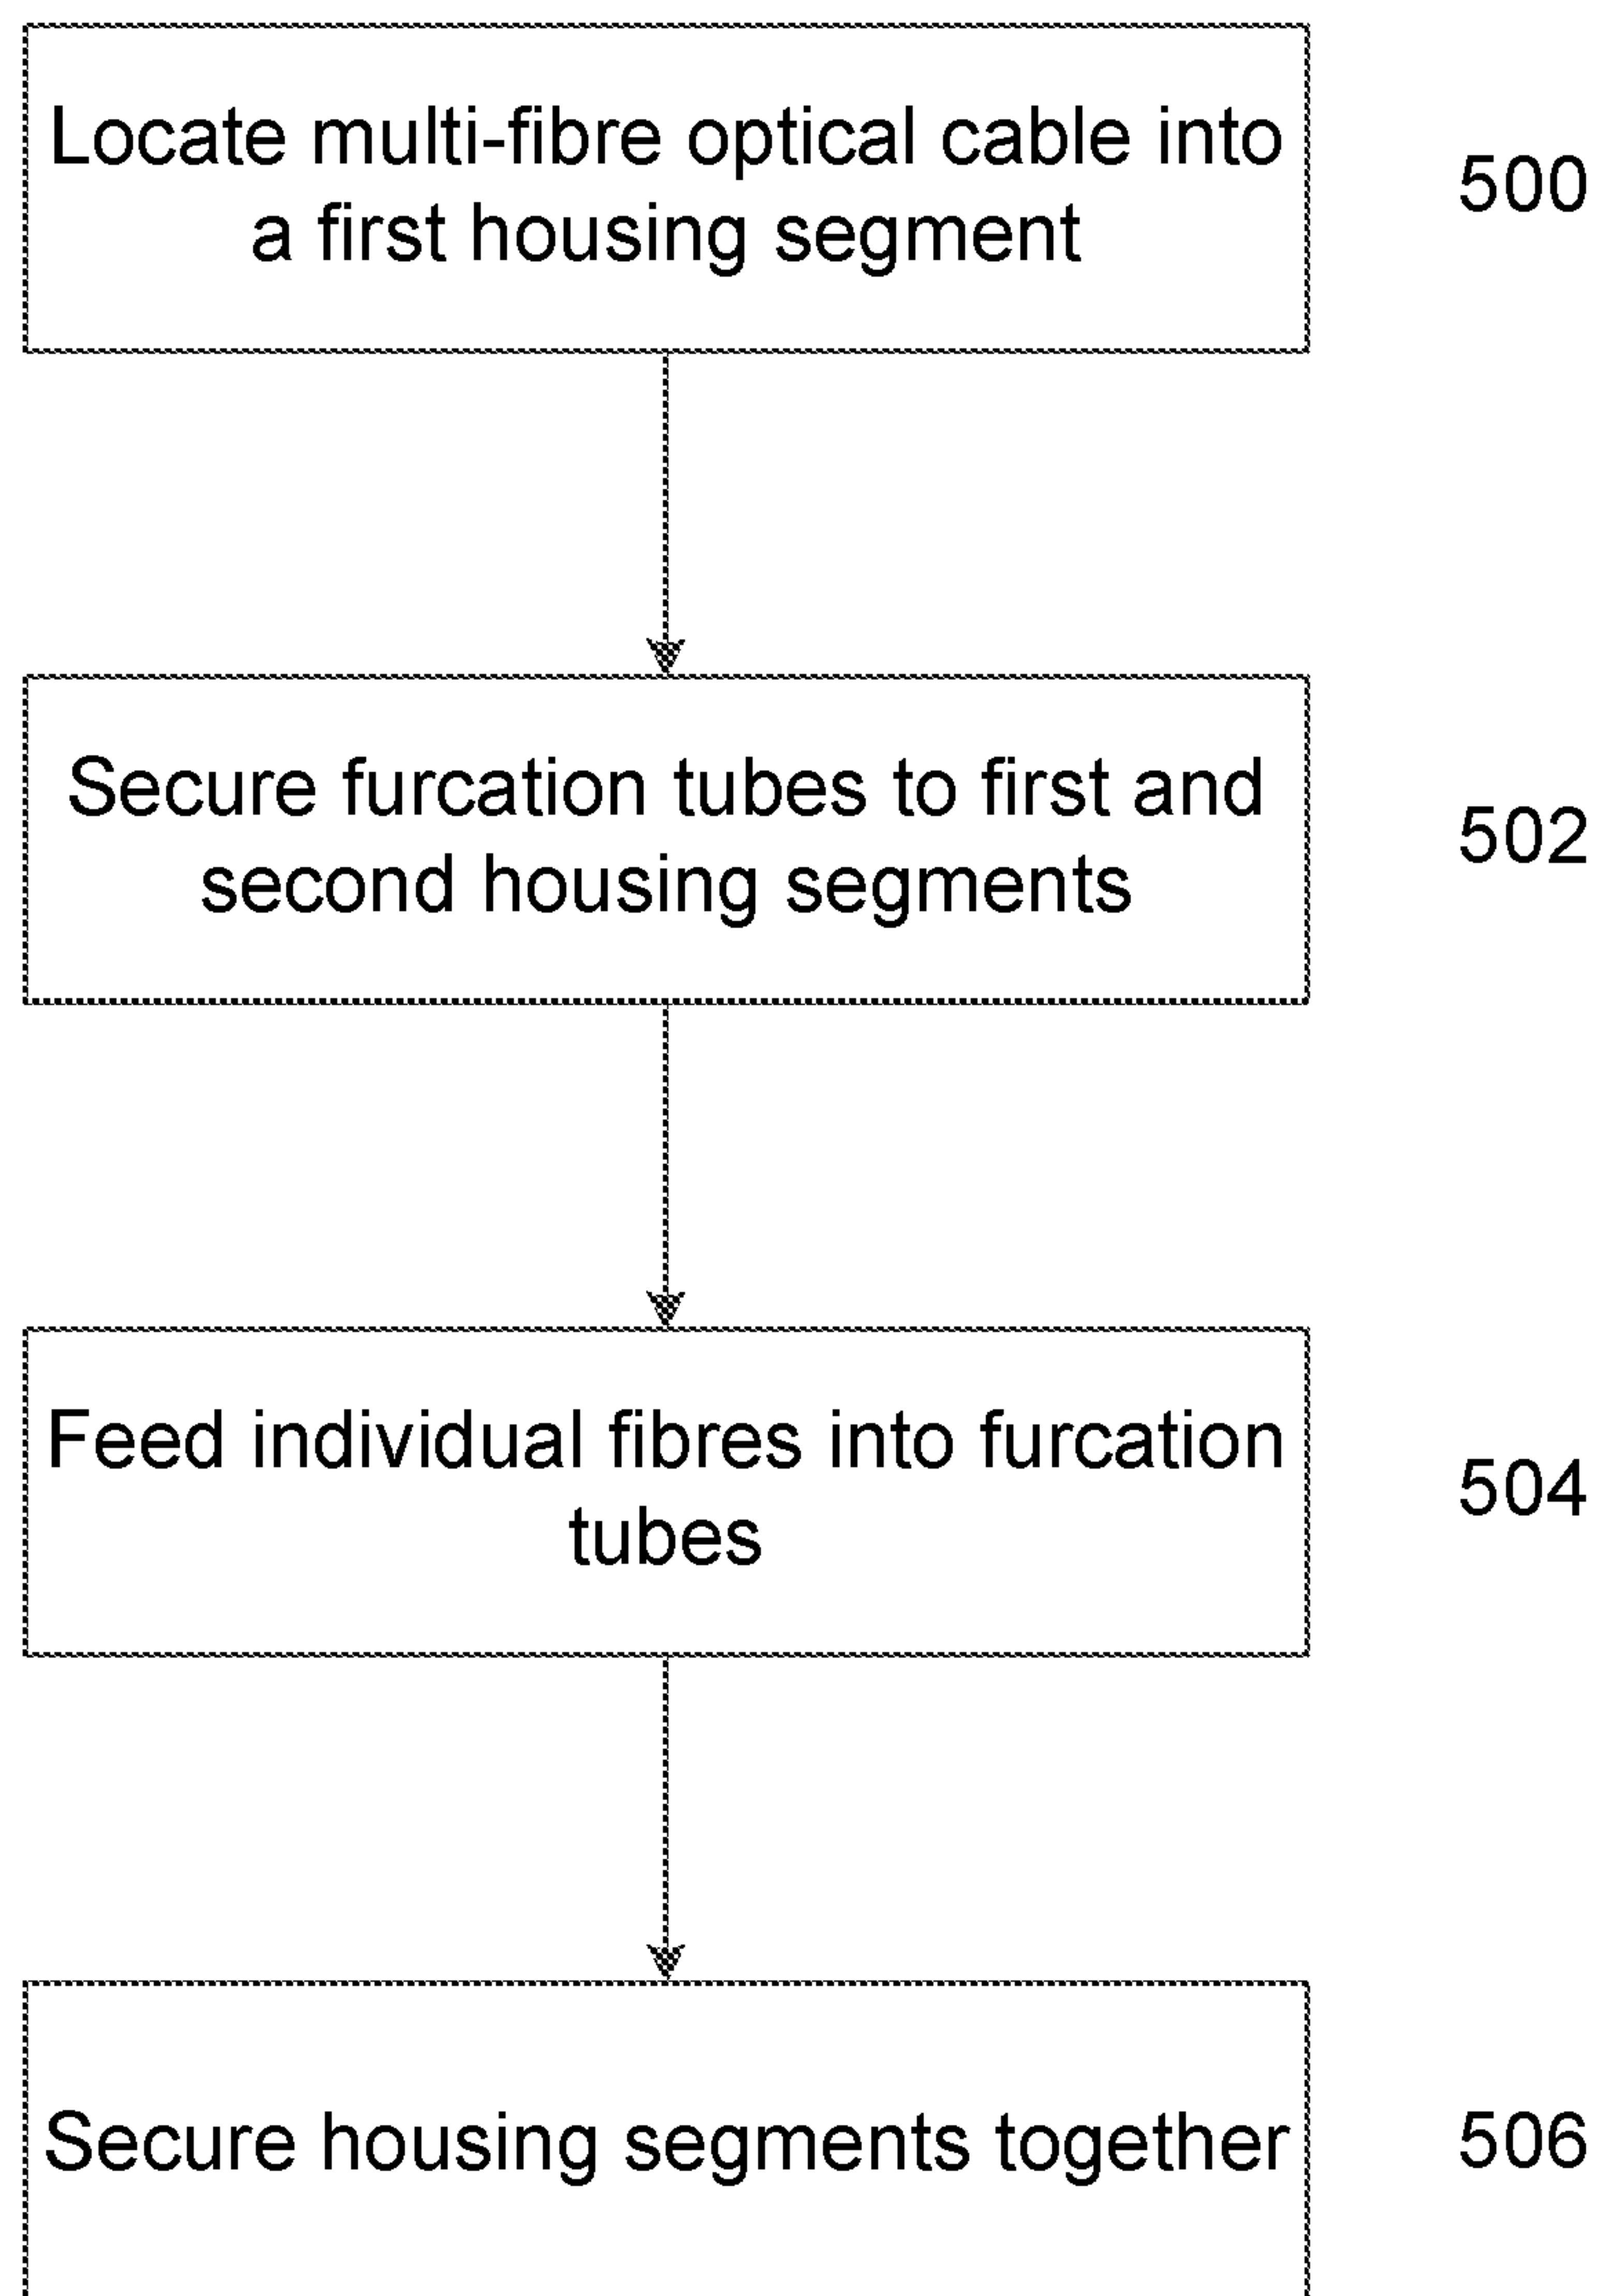 Locate multi-fibre optical cable into
a first housing segment
500
Secure furcation tubes to first and
second housing segments
502
Feed individual fibres into furcation
tubes
504
Secure housing segments together
506